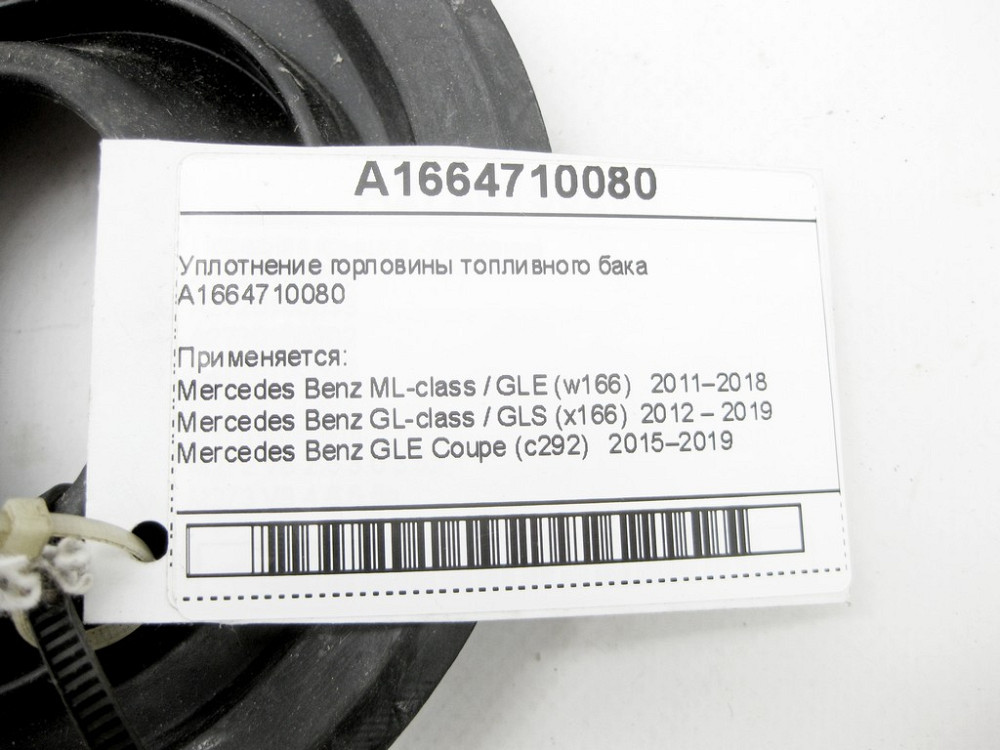 A1664710080
Уплотнение горловины топливного бака
A1664710080
Применяется:
Mercedes Benz ML-class / GLE (w166) 2011–2018
Mercedes Benz GL-class / GLS (x166) 2012 – 2019
Mercedes Benz GLE Coupe (c292) 2015–2019